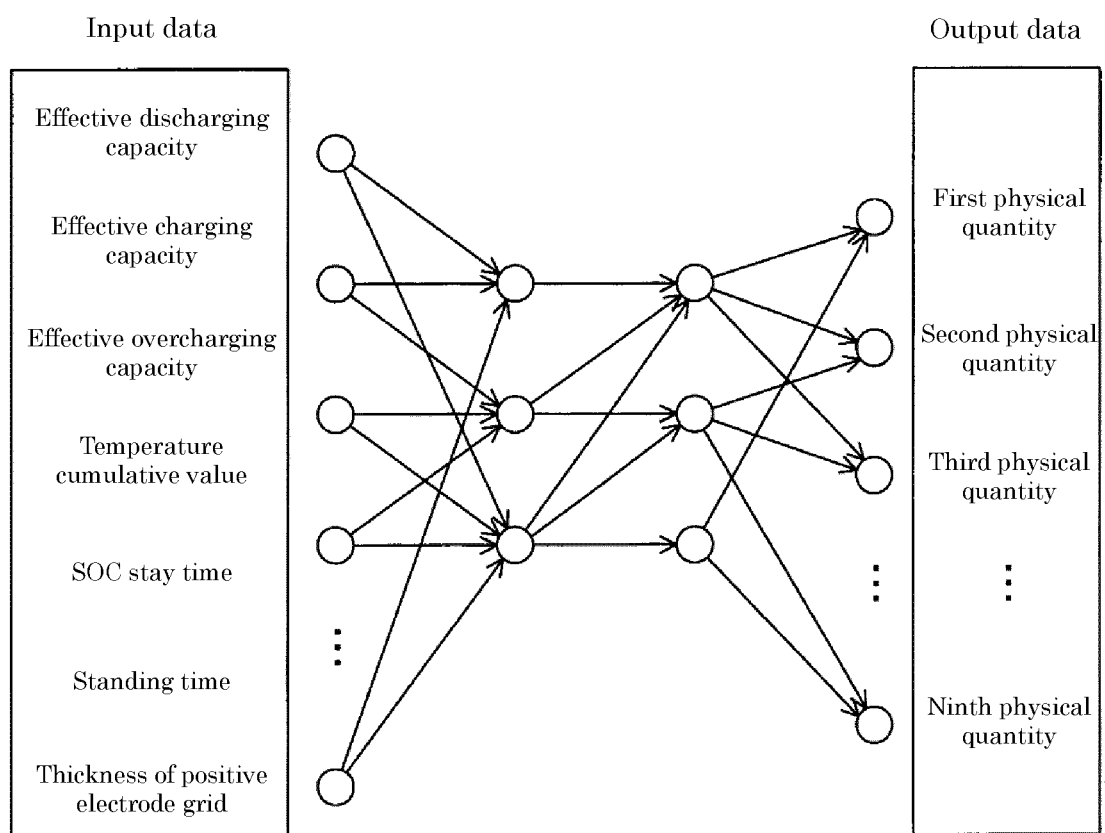 Input data
Effective discharging
capacity
Effective charging
capacity
Effective overcharging
capacity
Temperature
cumulative value
SOC stay time
Standing time
Thickness of positive
electrode grid
Output data
First physical
quantity
Second physical
quantity
Third physical
quantity
Ninth physical
quantity